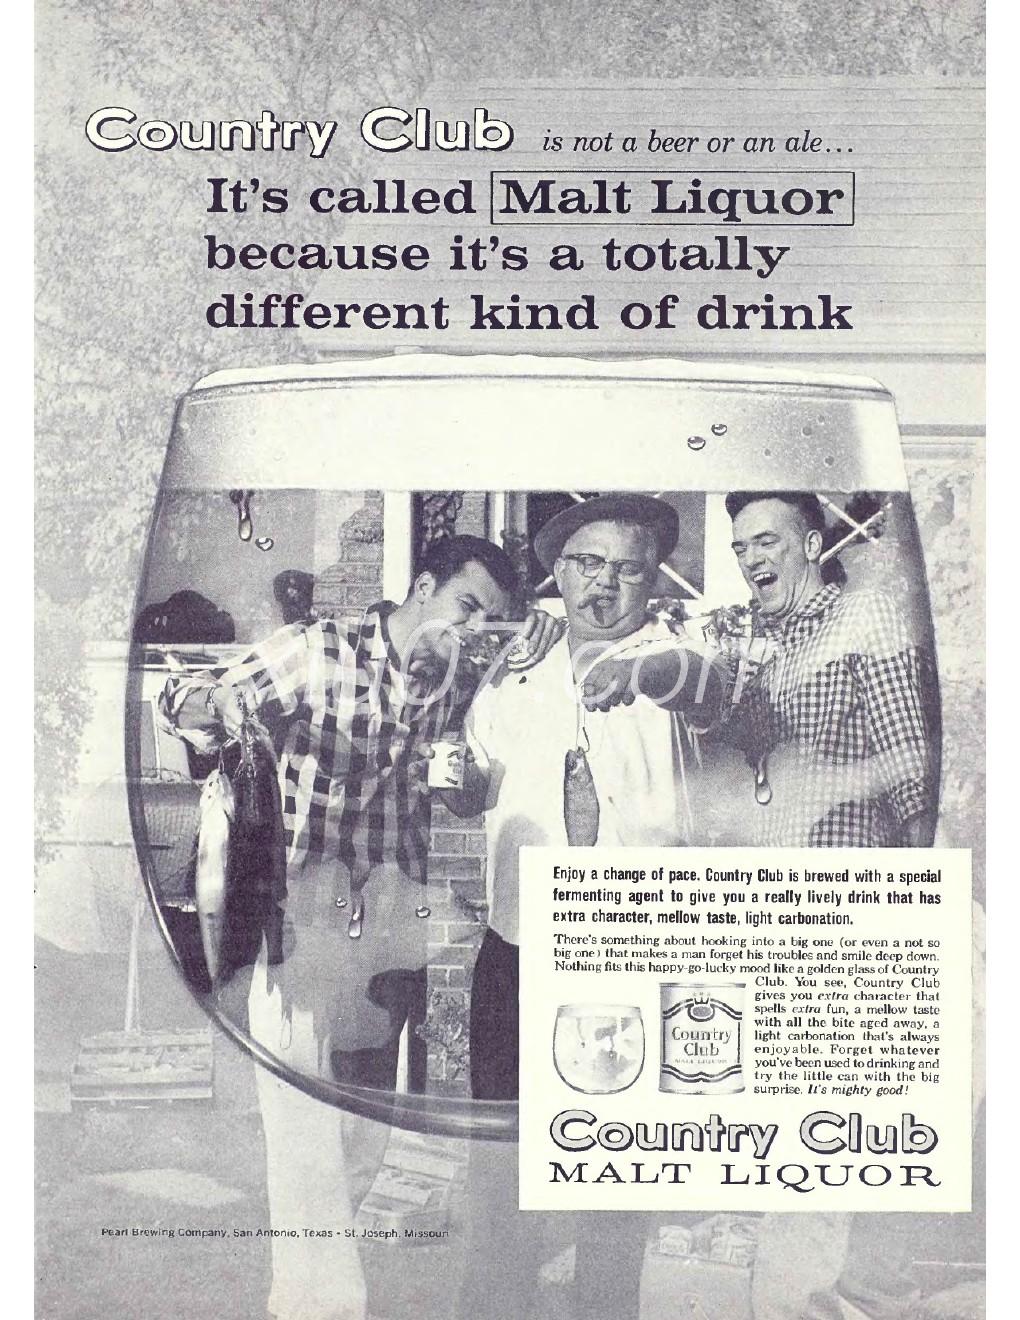 Country Club is not a beer or an ale...
It's called Malt Liquor
because it's a totally
different kind of drink
Enjoy a change of pace. Country Club is brewed with a special
fermenting agent to give you a really lively drink that has
extra character, mellow taste, light carbonation.
There's something about hooking into a big one (or even a not so
big one) that makes a man forget his troubles and smile deep down.
Nothing fits this happy-go-lucky mood like a golden glass of Country
Club. You see, Country Club
gives you extra character that
spells extra fun, a mellow taste
with all the bite aged away, a
light carbonation that's always
enjoyable. Forget whatever
you've been used to drinking and
try the little can with the big
surprise. It's mighty good!
Country
Club
MALT LIQUOR
Country Club
MALT LIQUOR
Pearl Brewing Company, San Antonio, Texas - St. Joseph, Missouri